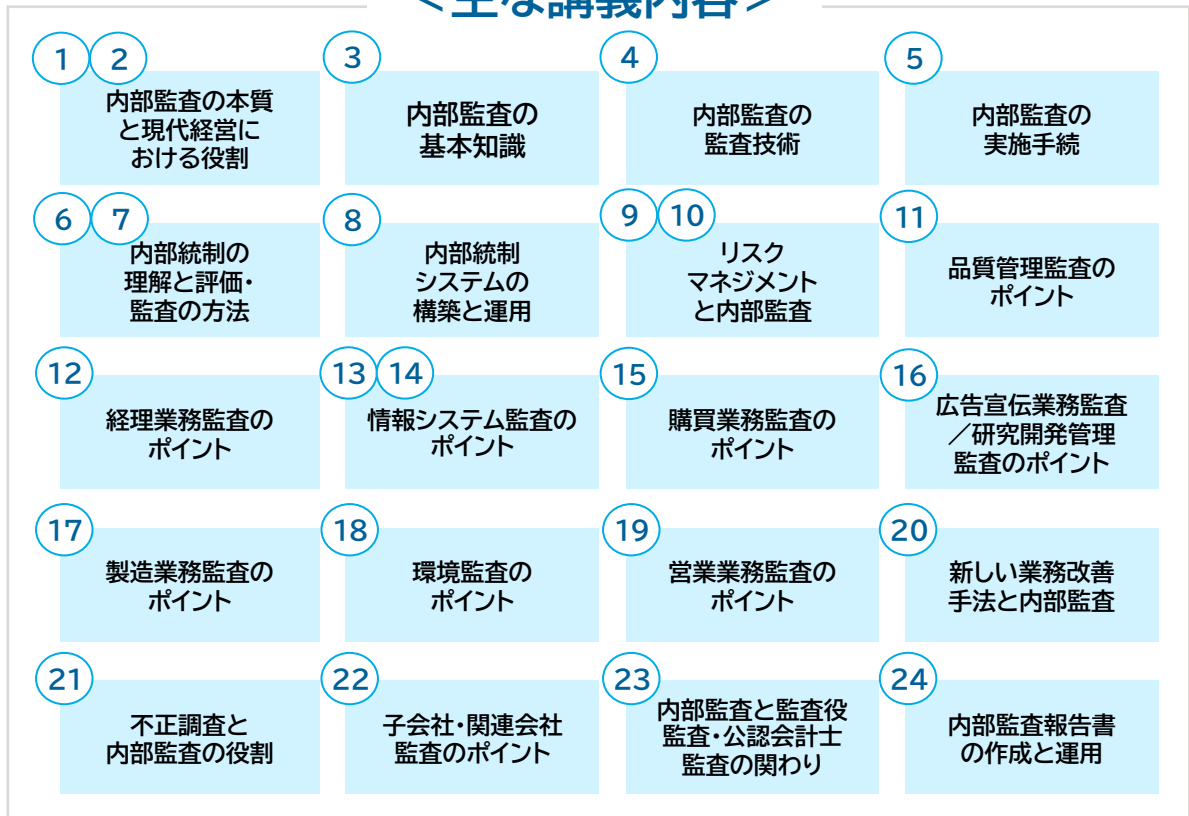 <主な講義内容>
1 2
内部監査の本質
と現代経営に
おける役割
3
内部監査の
基本知識
4
内部監査の
監査技術
5
内部監査の
実施手続
6 7
内部統制の
理解と評価・
監査の方法
8
内部統制
システムの
構築と運用
9 10
リスク
マネジメント
と内部監査
11
品質管理監査の
ポイント
12
経理業務監査の
ポイント
13 14
情報システム監査の
ポイント
15
購買業務監査の
ポイント
16
広告宣伝業務監査
/研究開発管理
監査のポイント
17
製造業務監査の
ポイント
18
環境監査の
ポイント
19
営業業務監査の
ポイント
20
新しい業務改善
手法と内部監査
21
不正調査と
内部監査の役割
22
子会社・関連会社
監査のポイント
23
内部監査と監査役
監査・公認会計士
監査の関わり
24
内部監査報告書
の作成と運用